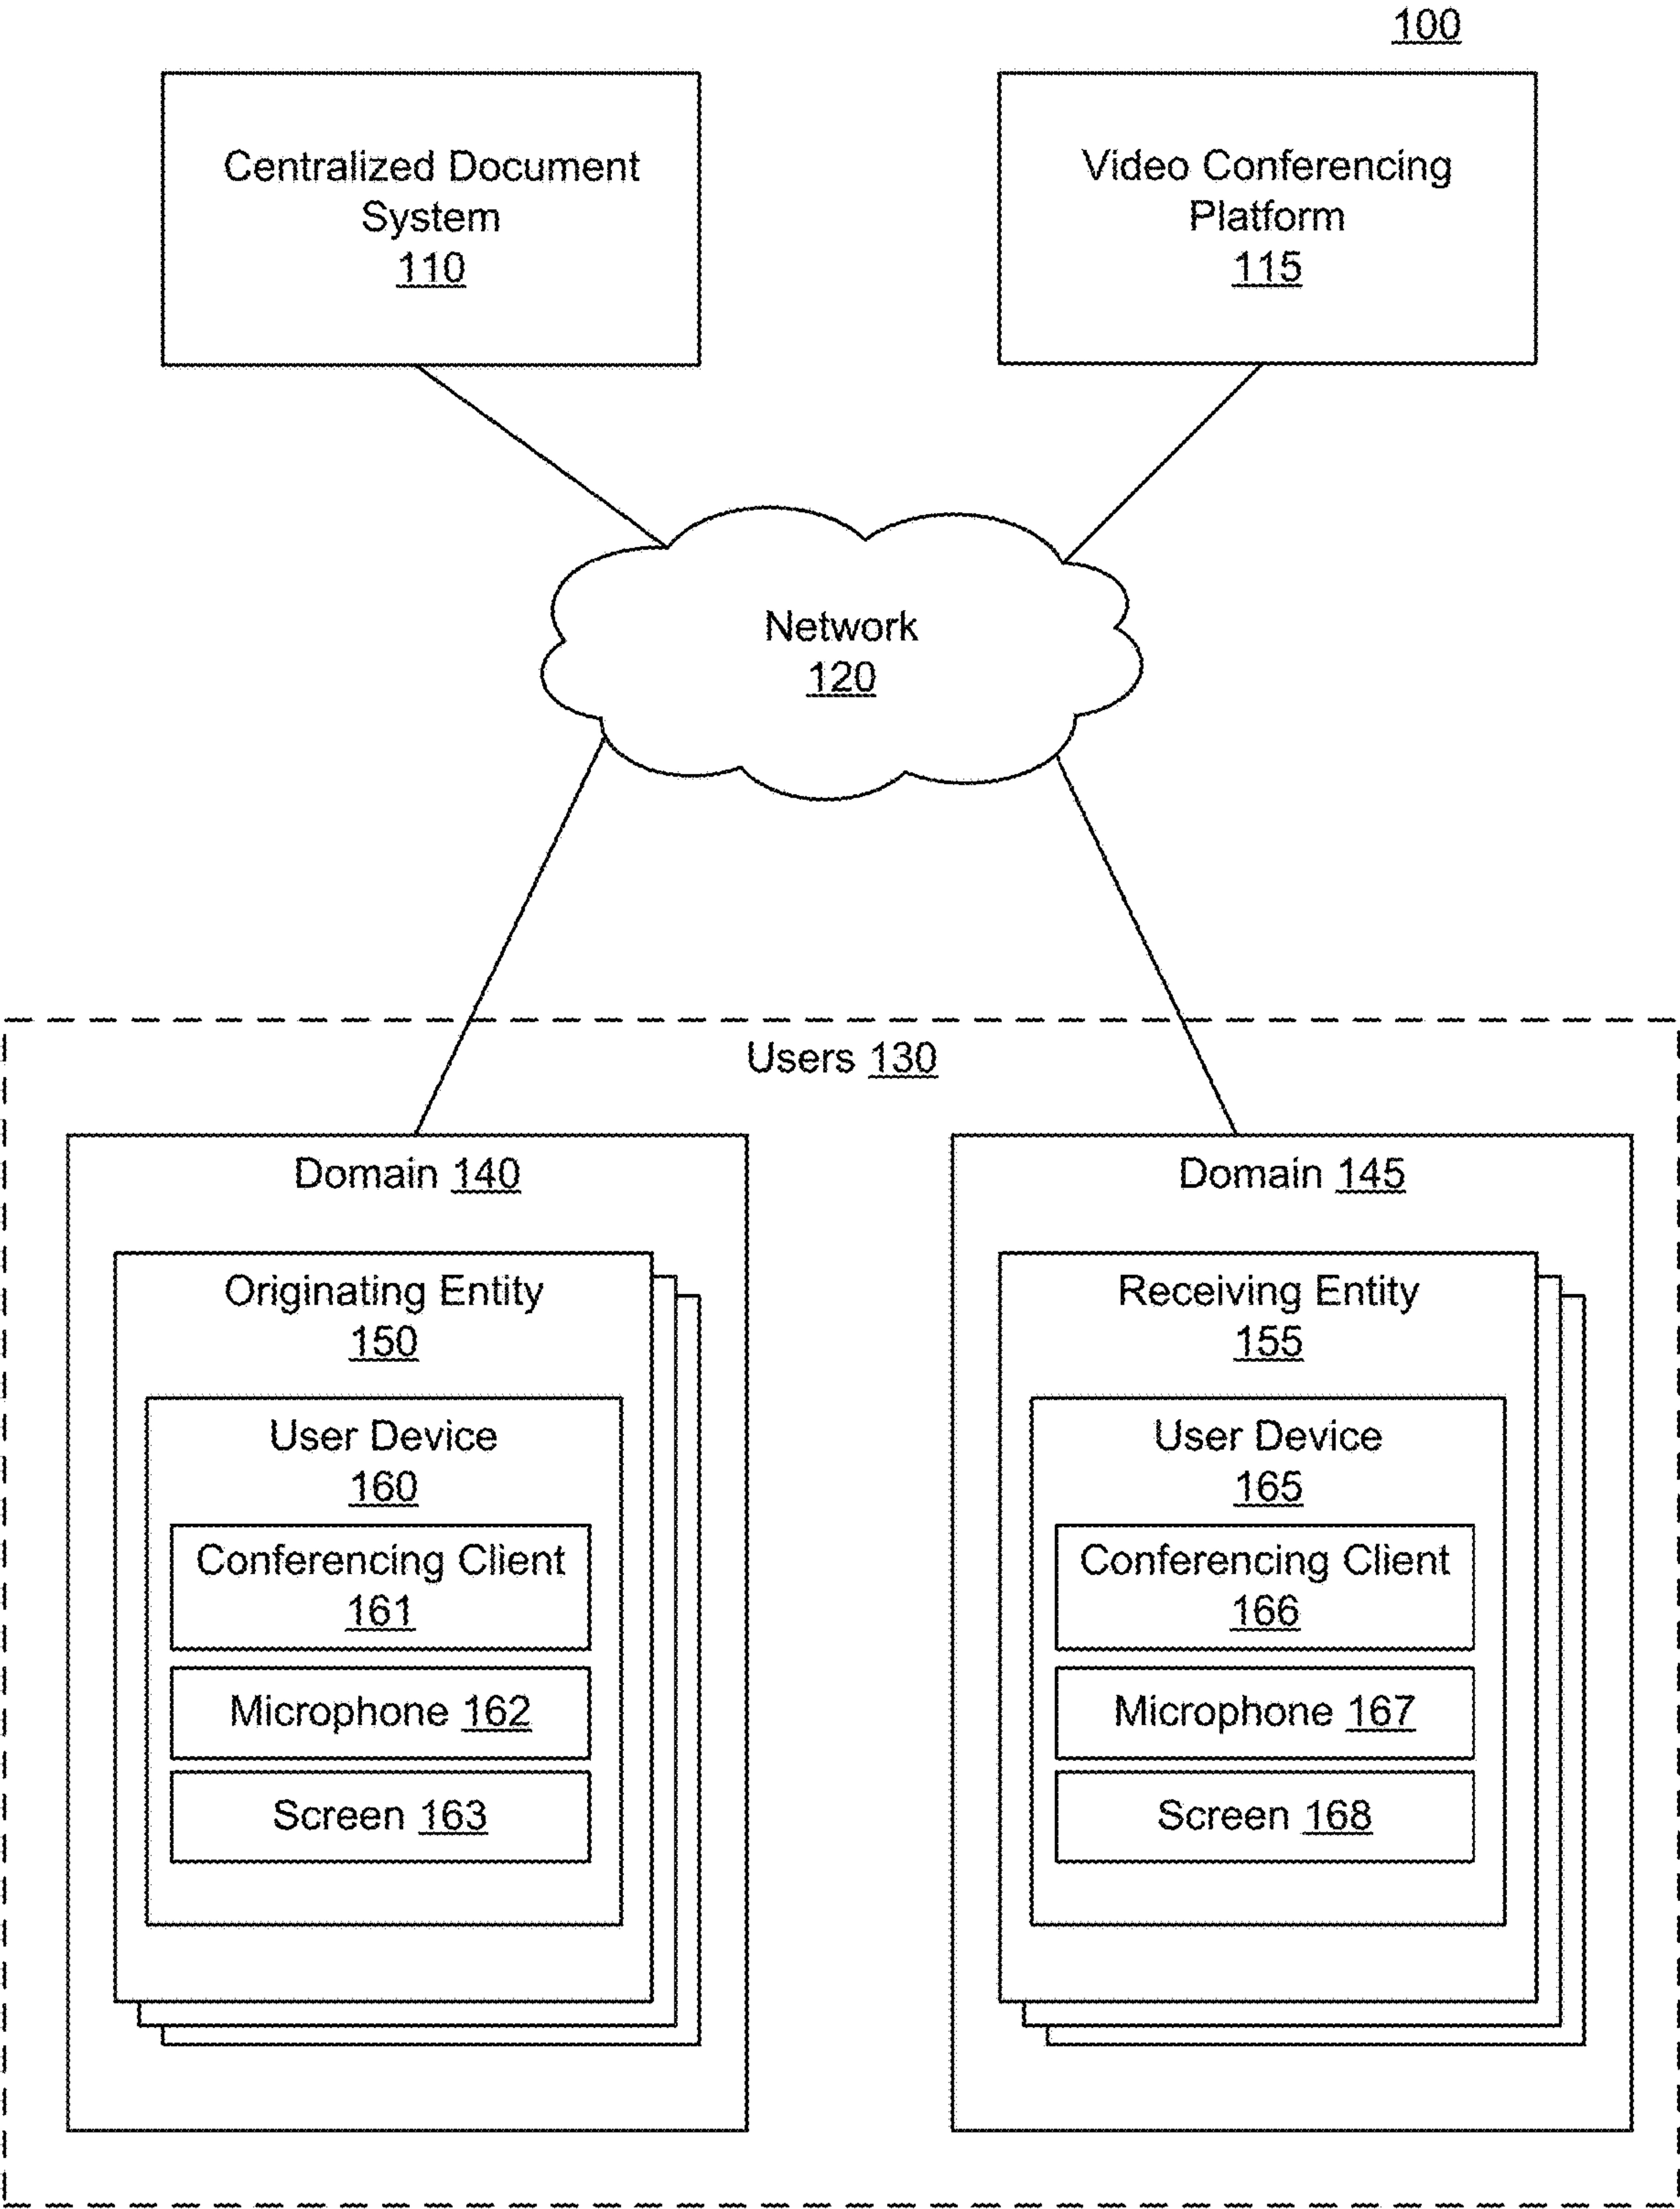 100
Centralized Document
System
110
Video Conferencing
Platform
115
Network
120
Users 130
Domain 140
Originating Entity
150
User Device
160
Conferencing Client
161
Microphone 162
Screen 163
Domain 145
Receiving Entity
155
User Device
165
Conferencing Client
166
Microphone 167
Screen 168